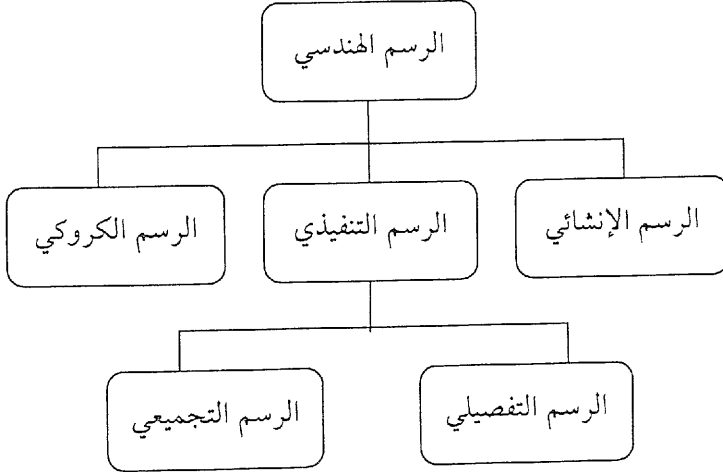 الرسم الهندسي
الرسم الإنشائي
الرسم التنفيذي
الرسم الكروكي
الرسم التفصيلي
الرسم التجميعي